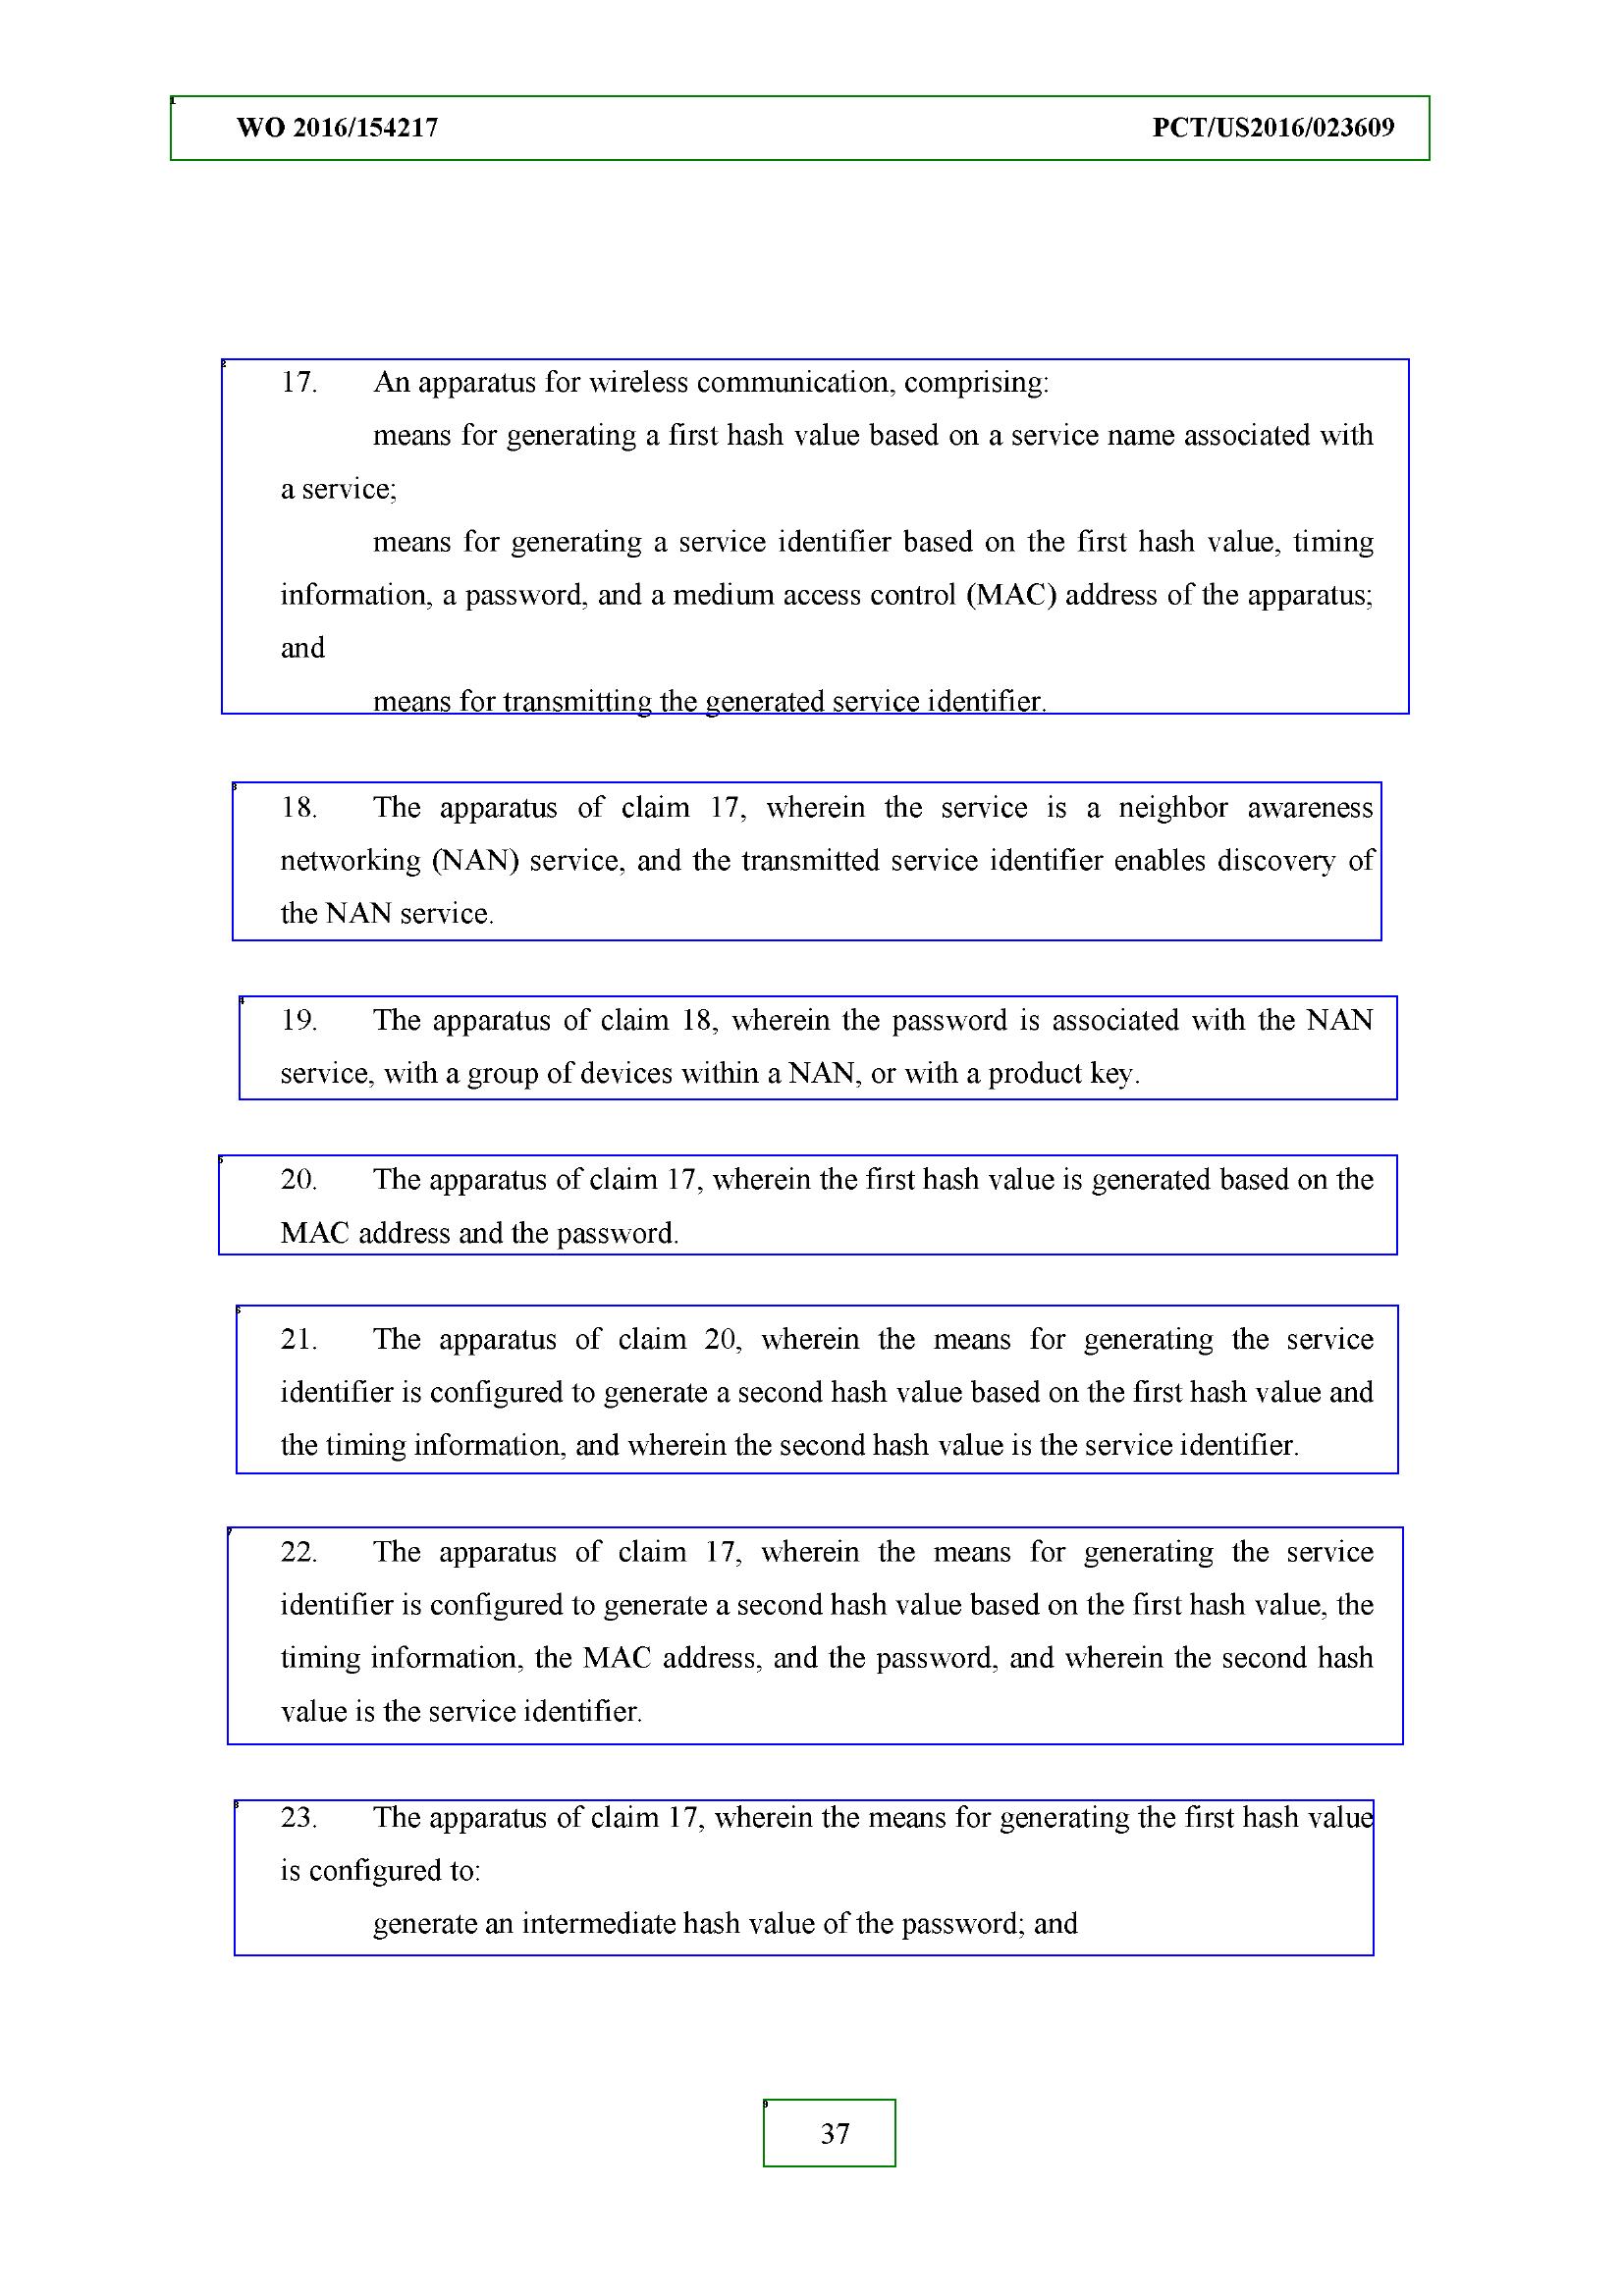 WO 2016/154217 PCT/US2016/023609
17. An apparatus for wireless communication, comprising:
means for generating a first hash value based on a service name associated with
a service;
means for generating a service identifier based on the first hash value, timing
information, a password, and a medium access control (MAC) address of the apparatus;
and
means for transmitting the generated service identifier.
18. The apparatus of claim 17, wherein the service is a neighbor awareness
networking (NAN) service, and the transmitted service identifier enables discovery of
the NAN service.
19. The apparatus of claim 18, wherein the password is associated with the NAN
service, with a group of devices within a NAN, or with a product key.
20. The apparatus of claim 17, wherein the first hash value is generated based on the
MAC address and the password.
21. The apparatus of claim 20, wherein the means for generating the service
identifier is configured to generate a second hash value based on the first hash value and
the timing information, and wherein the second hash value is the service identifier.
22. The apparatus of claim 17, wherein the means for generating the service
identifier is configured to generate a second hash value based on the first hash value, the
timing information, the MAC address, and the password, and wherein the second hash
value is the service identifier.
23. The apparatus of claim 17, wherein the means for generating the first hash value
is configured to:
generate an intermediate hash value of the password; and
37